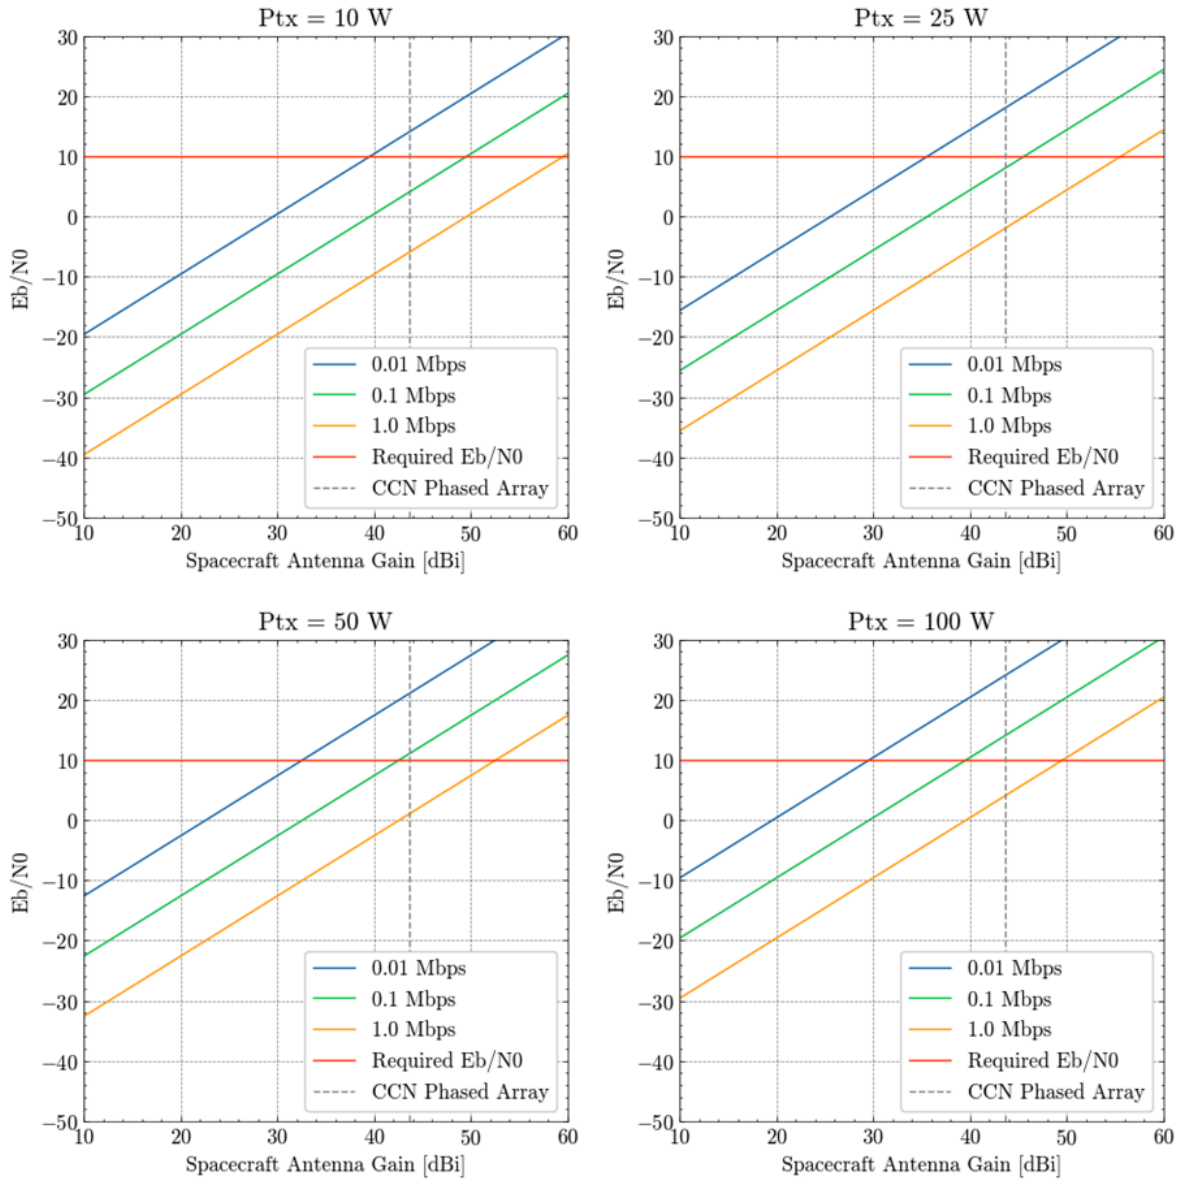 Ptx = 10 W
30
20
10
0
−10
−20
−30
−40
−50
Eb/N0
0.01 Mbps
0.1 Mbps
1.0 Mbps
Required Eb/N0
CCN Phased Array
10 20 30 40 50 60
Spacecraft Antenna Gain [dBi]
Ptx = 25 W
30
20
10
0
−10
−20
−30
−40
−50
Eb/N0
0.01 Mbps
0.1 Mbps
1.0 Mbps
Required Eb/N0
CCN Phased Array
10 20 30 40 50 60
Spacecraft Antenna Gain [dBi]
Ptx = 50 W
30
20
10
0
−10
−20
−30
−40
−50
Eb/N0
0.01 Mbps
0.1 Mbps
1.0 Mbps
Required Eb/N0
CCN Phased Array
10 20 30 40 50 60
Spacecraft Antenna Gain [dBi]
Ptx = 100 W
30
20
10
0
−10
−20
−30
−40
−50
Eb/N0
0.01 Mbps
0.1 Mbps
1.0 Mbps
Required Eb/N0
CCN Phased Array
10 20 30 40 50 60
Spacecraft Antenna Gain [dBi]